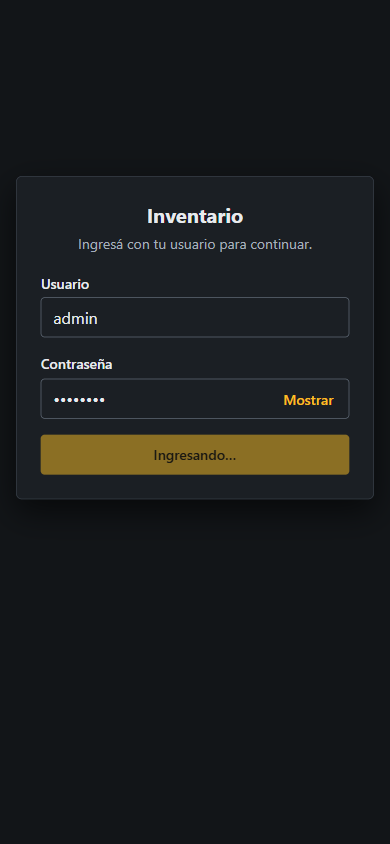 Inventario
Ingresá con tu usuario para continuar.
Usuario
admin
Contraseña
••••••••
Mostrar
Ingresando...